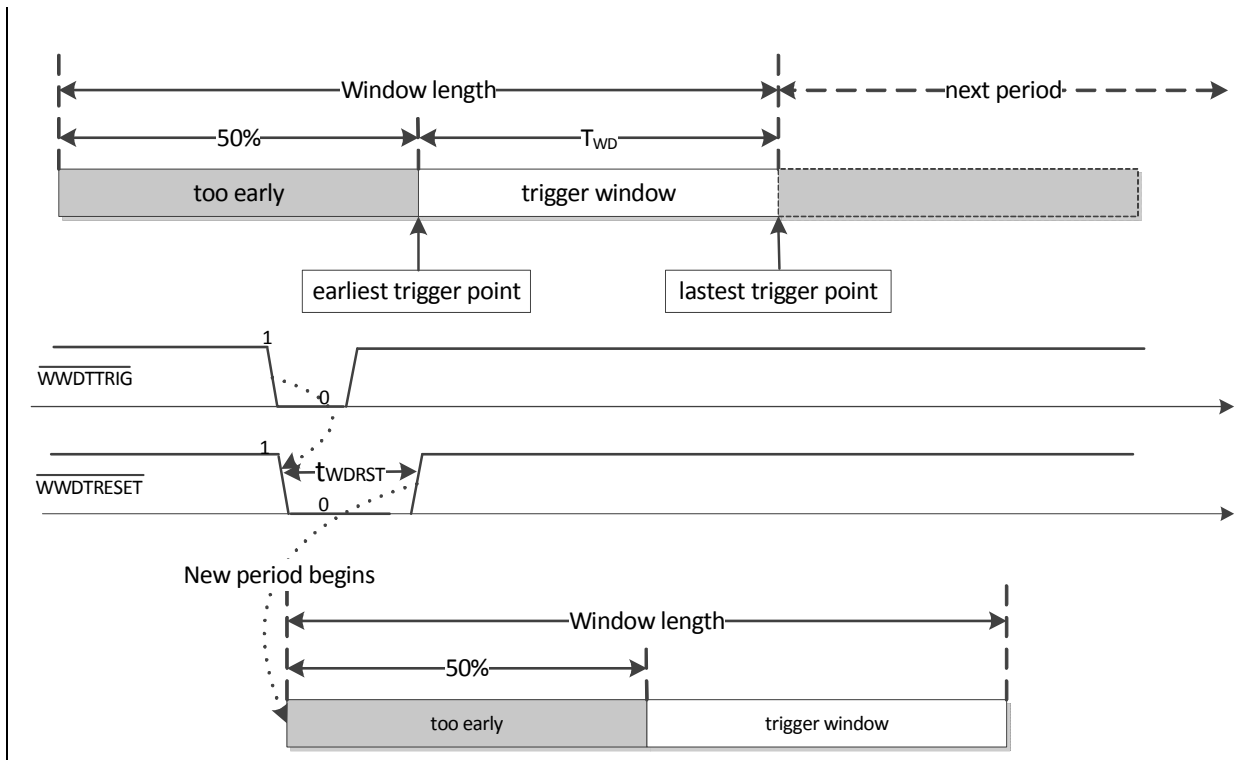 Window length
next period
50%
TWD
too early
trigger window
earliest trigger point
lastest trigger point
1
WWDTTRIG
0
1
WWDTRESET
tWDRST
0
New period begins
Window length
50%
too early
trigger window